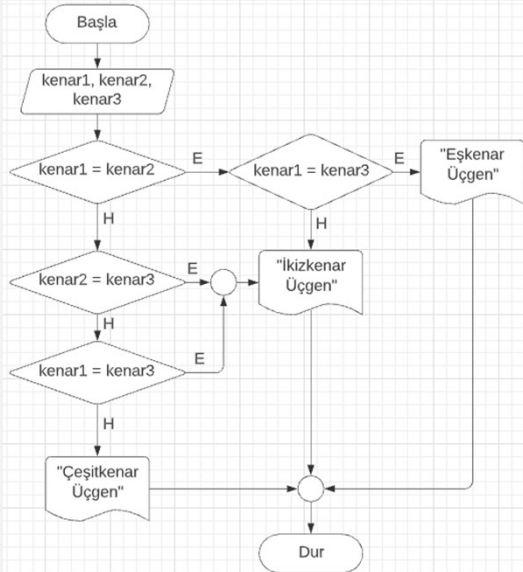 Başla
kenar1, kenar2,
kenar3
kenar1 = kenar2
E
kenar1 = kenar3
E
"Eşkenar
Üçgen"
H
H
kenar2 = kenar3
E
"İkizkenar
Üçgen"
H
kenar1 = kenar3
E
H
"Çeşitkenar
Üçgen"
Dur